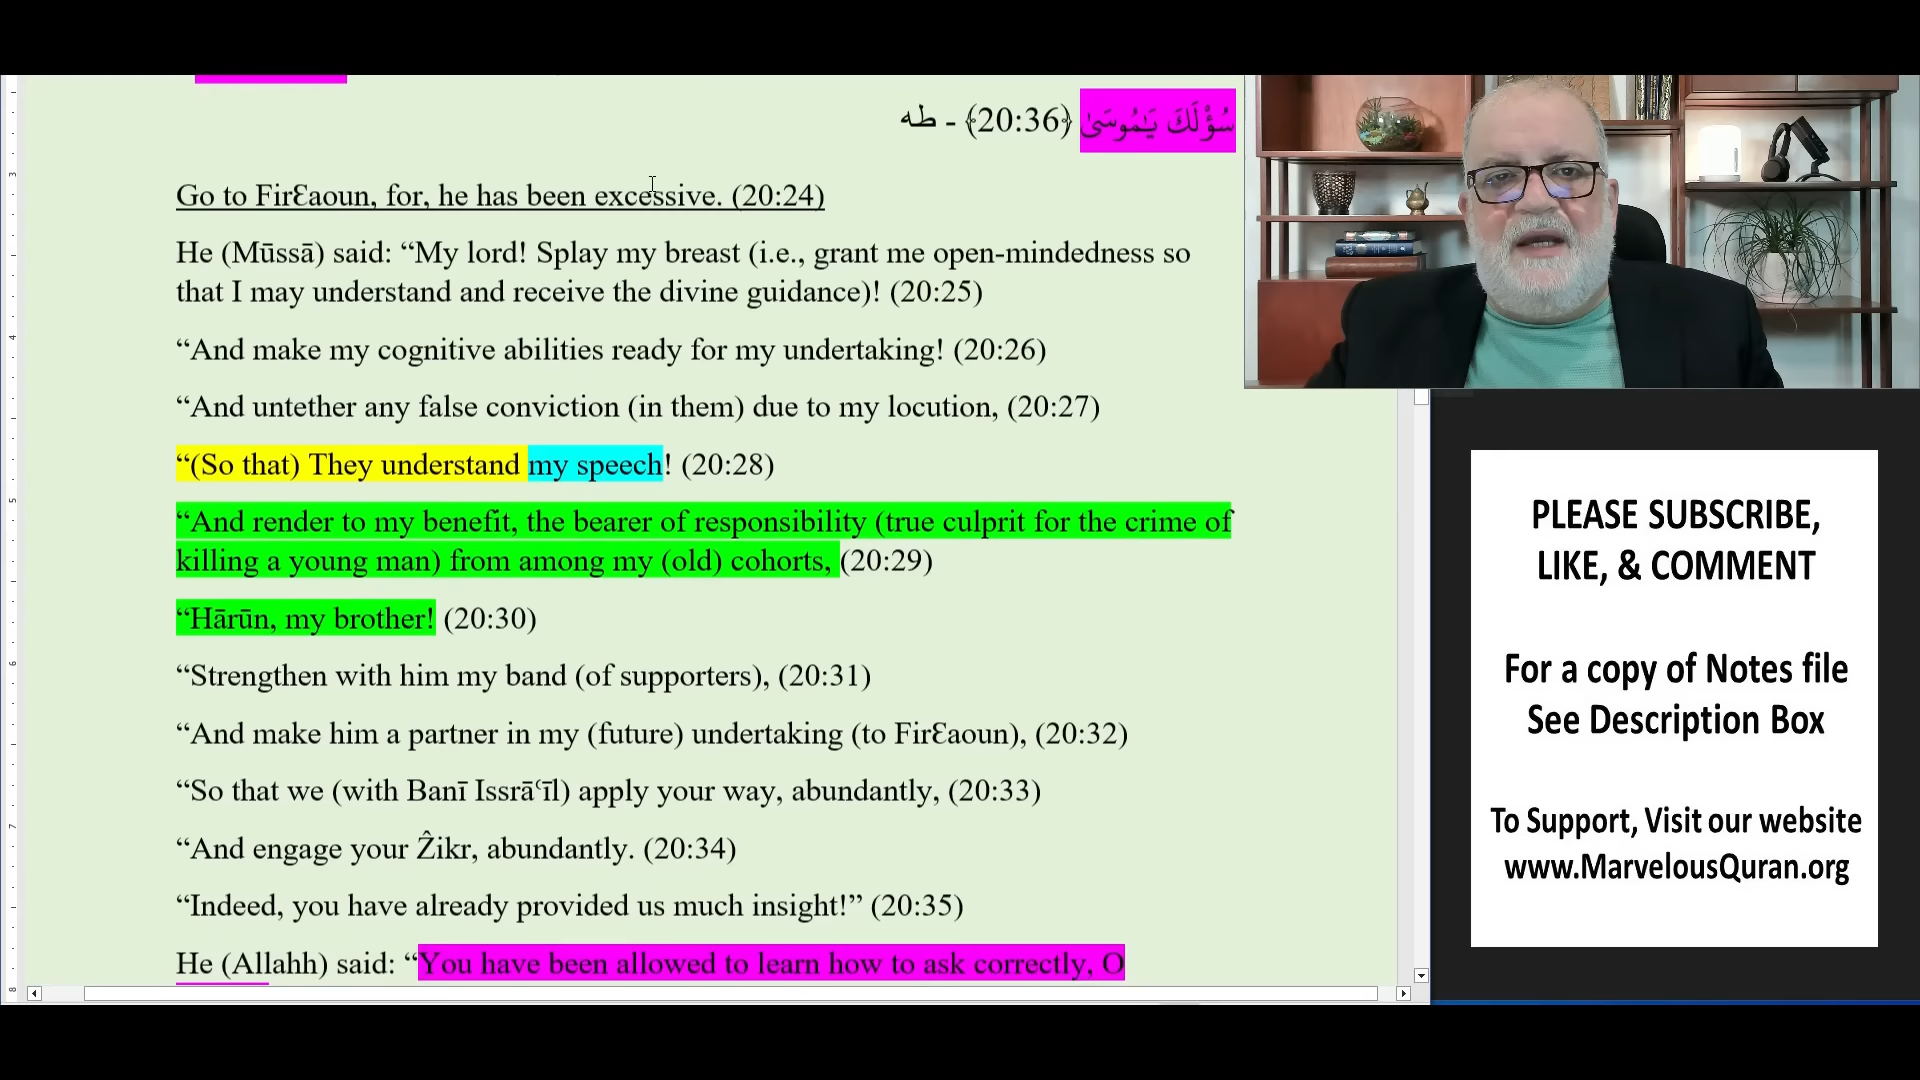 سُؤْلَكَ يَـٰمُوسَىٰ ﴿20:36﴾ - طه
Go to FirƐaoun, for, he has been excessive. (20:24)
He (Mūssā) said: “My lord! Splay my breast (i.e., grant me open-mindedness so
that I may understand and receive the divine guidance)! (20:25)
“And make my cognitive abilities ready for my undertaking! (20:26)
“And untether any false conviction (in them) due to my locution, (20:27)
“(So that) They understand my speech! (20:28)
“And render to my benefit, the bearer of responsibility (true culprit for the crime of
killing a young man) from among my (old) cohorts, (20:29)
“Hārūn, my brother! (20:30)
“Strengthen with him my band (of supporters), (20:31)
“And make him a partner in my (future) undertaking (to FirƐaoun), (20:32)
“So that we (with Banī Issrāʿīl) apply your way, abundantly, (20:33)
“And engage your Ẑikr, abundantly. (20:34)
“Indeed, you have already provided us much insight!” (20:35)
He (Allahh) said: “You have been allowed to learn how to ask correctly, O
PLEASE SUBSCRIBE,
LIKE, & COMMENT
For a copy of Notes file
See Description Box
To Support, Visit our website
www.MarvelousQuran.org
3
4
5
6
7
8